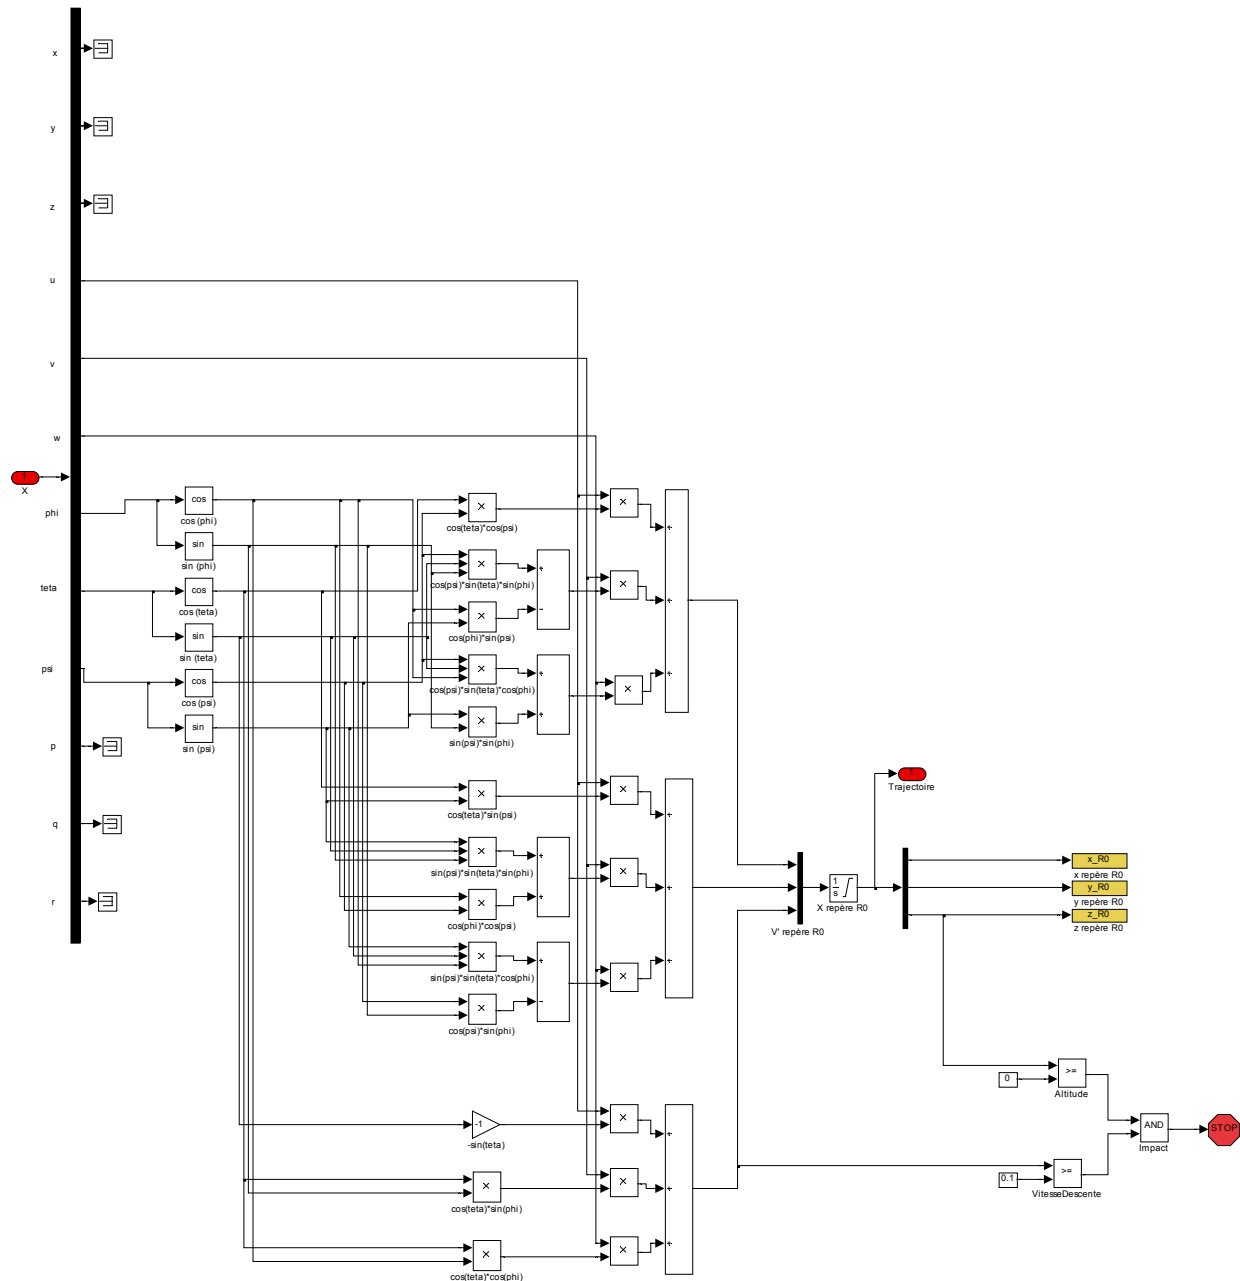 x
y
z
u
v
w
1
X
phi
cos
cos (phi)
sin
sin (phi)
teta
cos
cos (teta)
sin
sin (teta)
psi
cos
cos (psi)
sin
sin (psi)
p
q
r
×
cos(teta)*cos(psi)
×
cos(psi)*sin(teta)*sin(phi)
×
cos(phi)*sin(psi)
×
cos(psi)*sin(teta)*cos(phi)
×
sin(psi)*sin(phi)
×
cos(teta)*sin(psi)
×
sin(psi)*sin(teta)*sin(phi)
×
cos(phi)*cos(psi)
×
sin(psi)*sin(teta)*cos(phi)
×
cos(psi)*sin(phi)
-1
-sin(teta)
×
cos(teta)*sin(phi)
×
cos(teta)*cos(phi)
×
×
×
×
×
×
×
×
×
V' repère R0
1
s
X repère R0
1
Trajectoire
x_R0
x repère R0
y_R0
y repère R0
z_R0
z repère R0
0
>=
Altitude
0.1
>=
VitesseDescente
AND
Impact
STOP